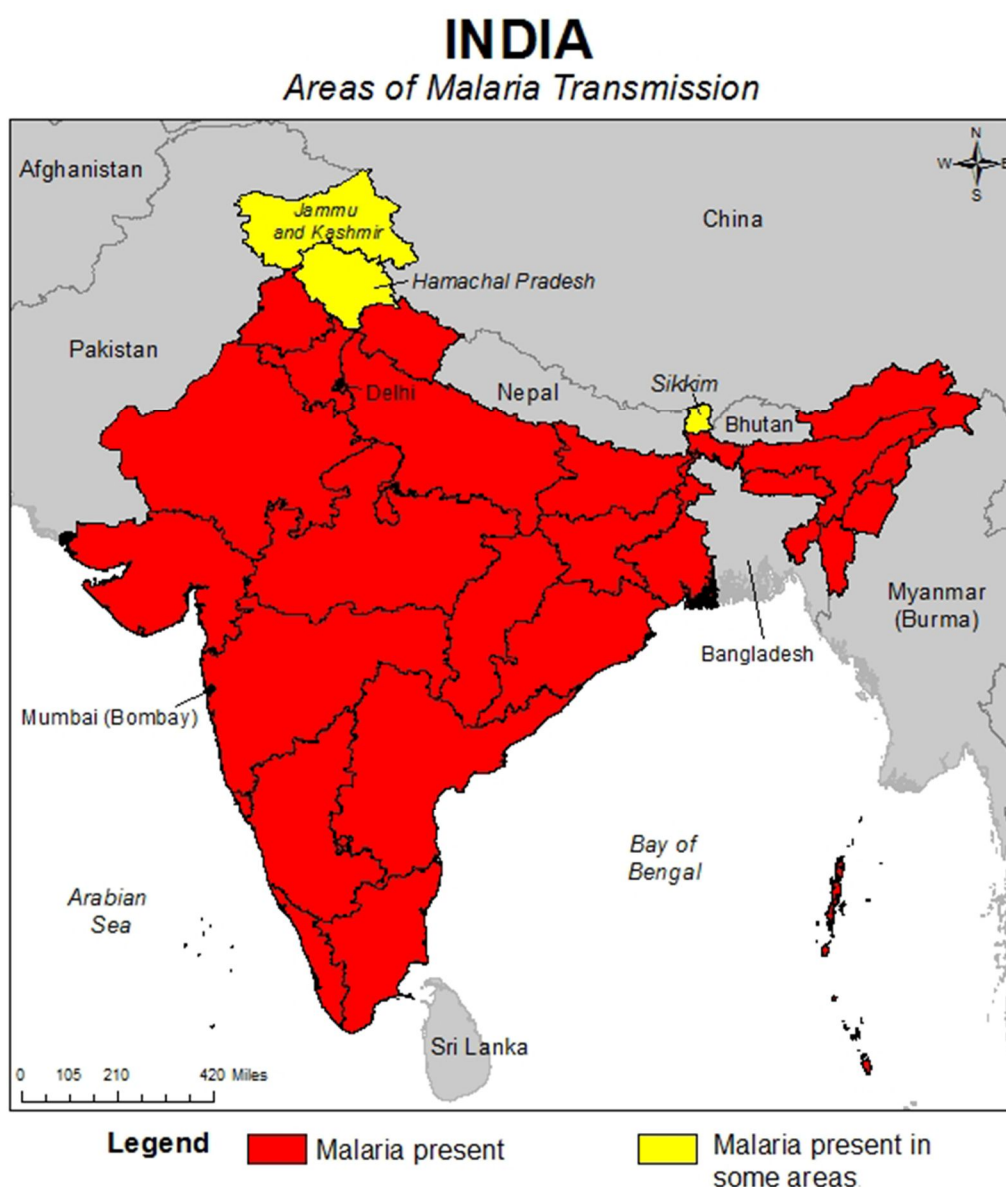 INDIA
Areas of Malaria Transmission
Afghanistan
N
W
E
S
Jammu
and Kashmir
China
Hamachal Pradesh
Pakistan
Delhi
Nepal
Sikkim
Bhutan
Myanmar
(Burma)
Bangladesh
Mumbai (Bombay)
Bay of
Bengal
Arabian
Sea
Sri Lanka
0 105 210 420 Miles
Legend
Malaria present
Malaria present in
some areas